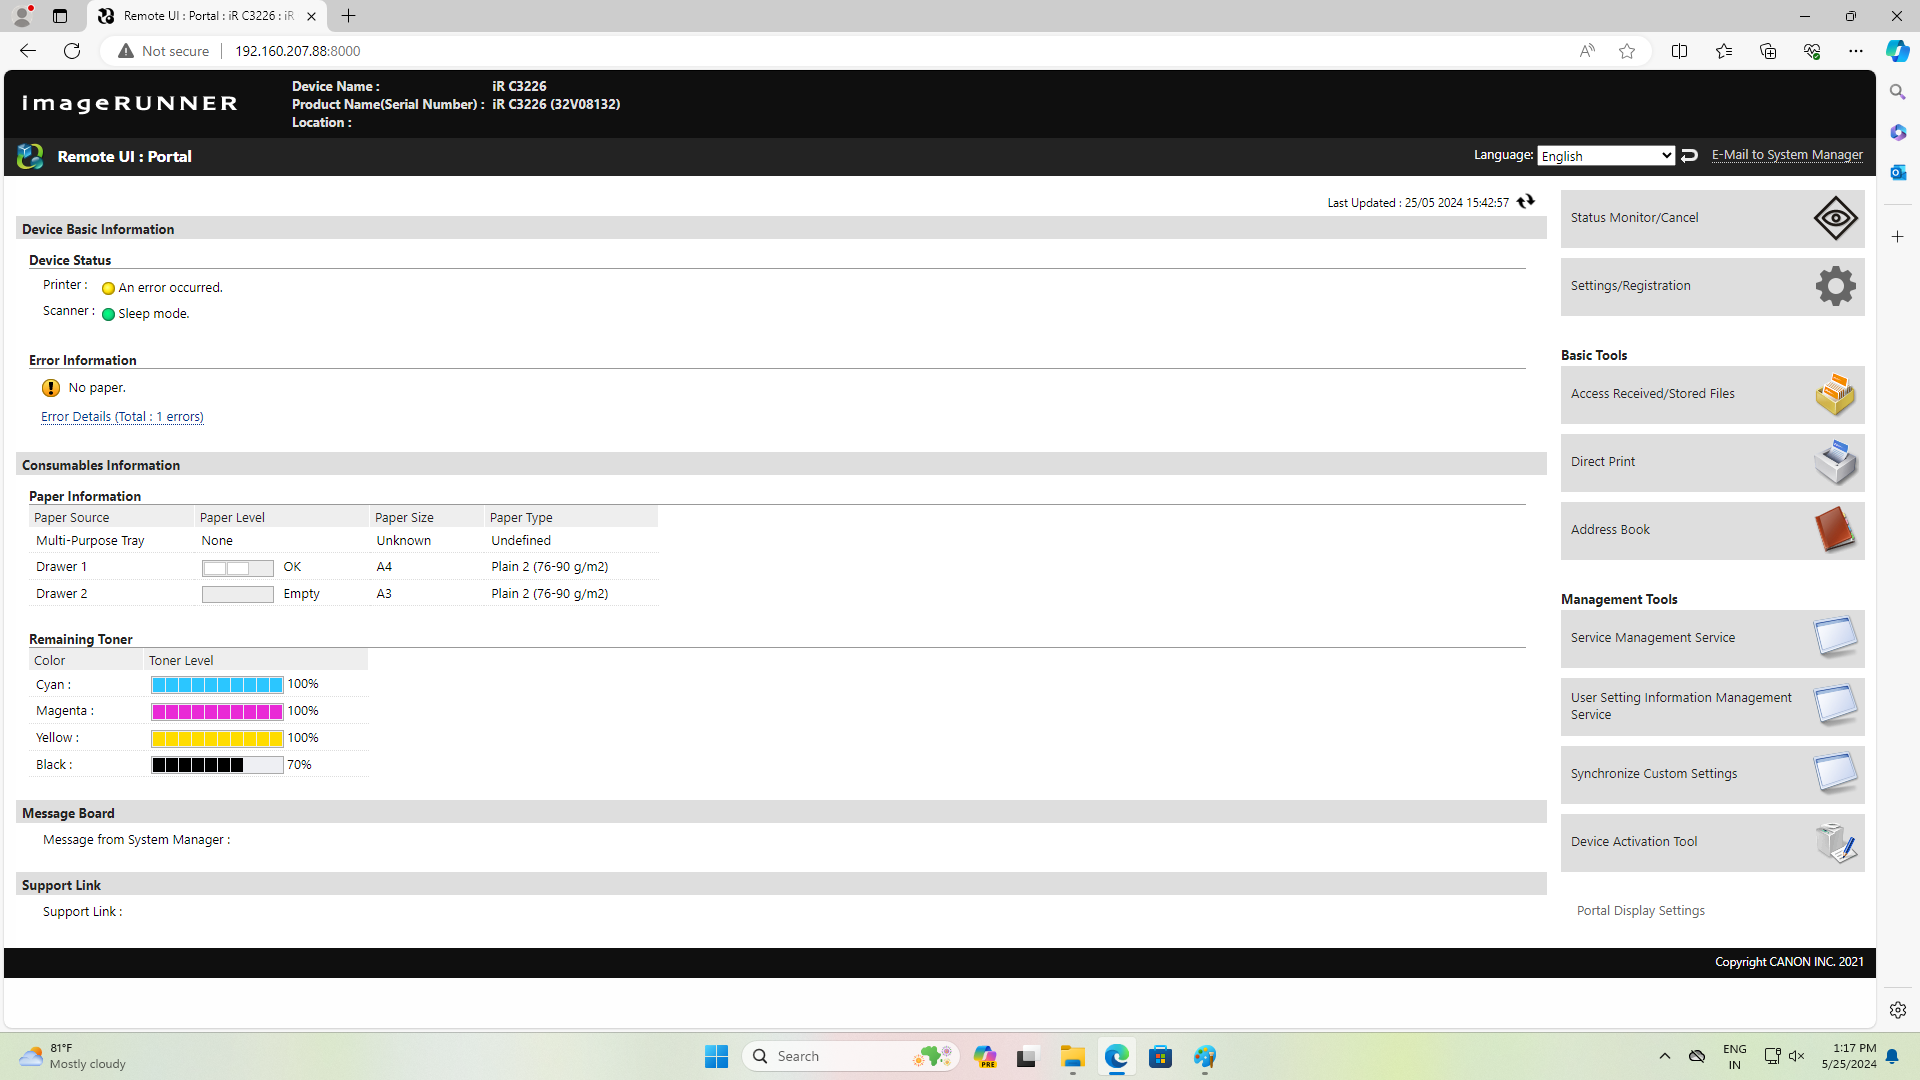 Remote UI : Portal : iR C3226 : iR
Not secure 192.160.207.88:8000
imageRUNNER
Device Name : iR C3226
Product Name(Serial Number) : iR C3226 (32V08132)
Location :
Remote UI : Portal
Language: English E-Mail to System Manager
Last Updated : 25/05 2024 15:42:57
Device Basic Information
Device Status
Printer : An error occurred.
Scanner : Sleep mode.
Error Information
No paper.
Error Details (Total : 1 errors)
Consumables Information
Paper Information
Paper Source Paper Level Paper Size Paper Type
Multi-Purpose Tray None Unknown Undefined
Drawer 1 OK A4 Plain 2 (76-90 g/m2)
Drawer 2 Empty A3 Plain 2 (76-90 g/m2)
Remaining Toner
Color Toner Level
Cyan : 100%
Magenta : 100%
Yellow : 100%
Black : 70%
Message Board
Message from System Manager :
Support Link
Support Link :
Status Monitor/Cancel
Settings/Registration
Basic Tools
Access Received/Stored Files
Direct Print
Address Book
Management Tools
Service Management Service
User Setting Information Management
Service
Synchronize Custom Settings
Device Activation Tool
Portal Display Settings
Copyright CANON INC. 2021
81°F
Mostly cloudy
Search
PRE
ENG
IN
1:17 PM
5/25/2024